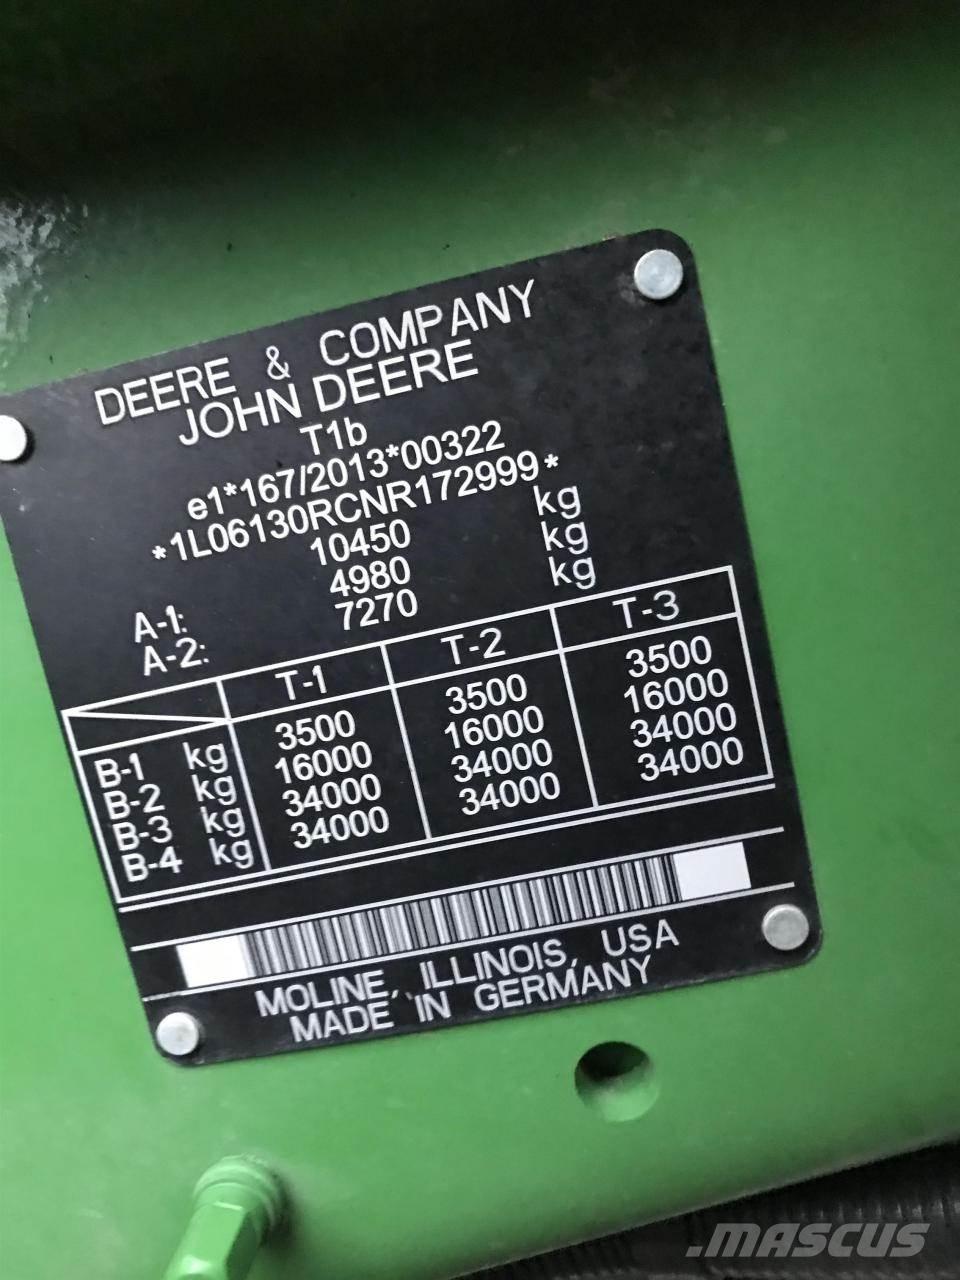 DEERE & COMPANY
JOHN DEERE
T1b
e1*167/2013*00322
*1L06130RCNR172999*
10450 kg
A-1: 4980 kg
A-2: 7270 kg
T-1 T-2 T-3
B-1 kg 3500 3500 3500
B-2 kg 16000 16000 16000
B-3 kg 34000 34000 34000
B-4 kg 34000 34000 34000
MOLINE, ILLINOIS, USA
MADE IN GERMANY
.MASCUS